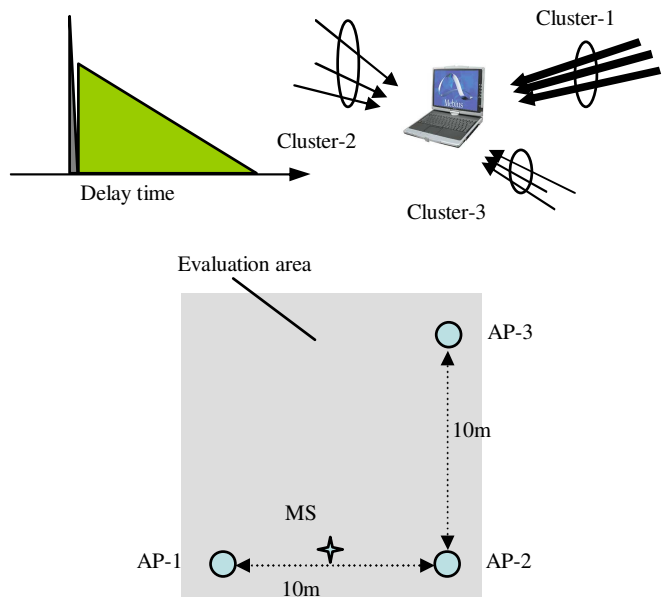 Cluster-1
Cluster-2
Mebius
Delay time
Cluster-3
Evaluation area
AP-3
10m
MS
AP-1
AP-2
10m